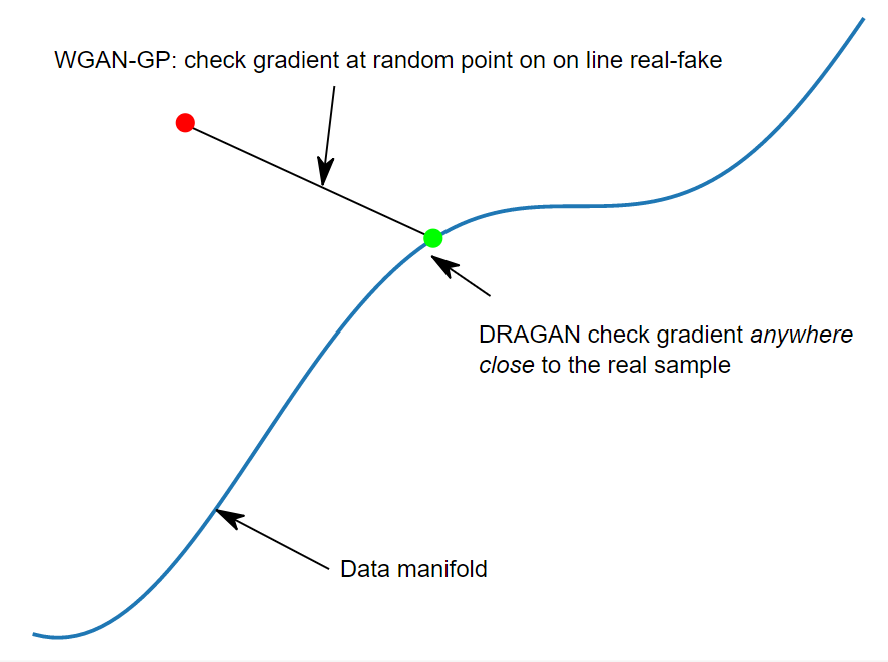 WGAN-GP: check gradient at random point on on line real-fake
DRAGAN check gradient anywhere
close to the real sample
Data manifold